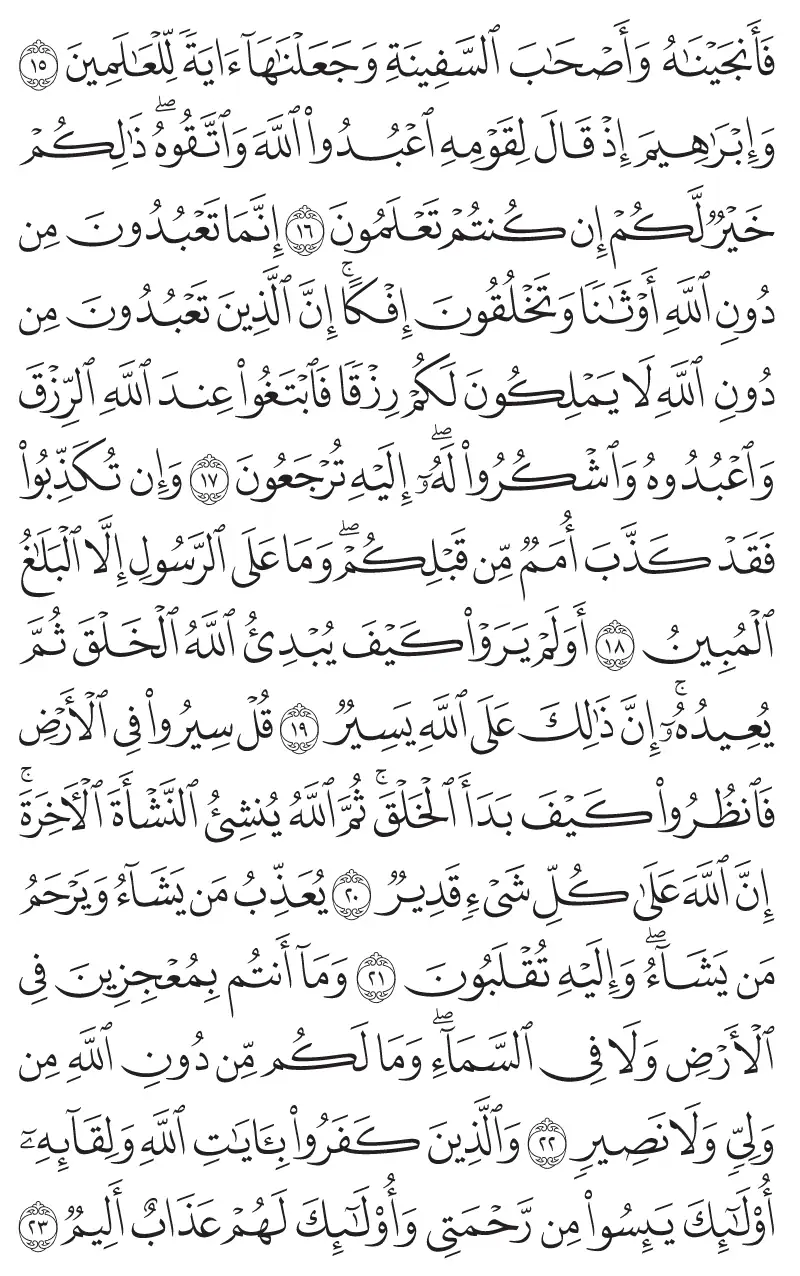 فَأَنجَيْنَٰهُ وَأَصْحَٰبَ ٱلسَّفِينَةِ وَجَعَلْنَٰهَآ ءَايَةً لِّلْعَٰلَمِينَ ١٥
وَإِبْرَٰهِيمَ إِذْ قَالَ لِقَوْمِهِ ٱعْبُدُوا۟ ٱللَّهَ وَٱتَّقُوهُ ۖ ذَٰلِكُمْ
خَيْرٌ لَّكُمْ إِن كُنتُمْ تَعْلَمُونَ ١٦ إِنَّمَا تَعْبُدُونَ مِن
دُونِ ٱللَّهِ أَوْثَٰنًا وَتَخْلُقُونَ إِفْكًا ۚ إِنَّ ٱلَّذِينَ تَعْبُدُونَ مِن
دُونِ ٱللَّهِ لَا يَمْلِكُونَ لَكُمْ رِزْقًا فَٱبْتَغُوا۟ عِندَ ٱللَّهِ ٱلرِّزْقَ
وَٱعْبُدُوهُ وَٱشْكُرُوا۟ لَهُۥٓ ۖ إِلَيْهِ تُرْجَعُونَ ١٧ وَإِن تُكَذِّبُوا۟
فَقَدْ كَذَّبَ أُمَمٌ مِّن قَبْلِكُمْ ۖ وَمَا عَلَى ٱلرَّسُولِ إِلَّا ٱلْبَلَٰغُ
ٱلْمُبِينُ ١٨ أَوَلَمْ يَرَوْا۟ كَيْفَ يُبْدِئُ ٱللَّهُ ٱلْخَلْقَ ثُمَّ
يُعِيدُهُۥٓ ۚ إِنَّ ذَٰلِكَ عَلَى ٱللَّهِ يَسِيرٌ ١٩ قُلْ سِيرُوا۟ فِى ٱلْأَرْضِ
فَٱنظُرُوا۟ كَيْفَ بَدَأَ ٱلْخَلْقَ ۚ ثُمَّ ٱللَّهُ يُنشِئُ ٱلنَّشْأَةَ ٱلْـَٔاخِرَةَ ۚ
إِنَّ ٱللَّهَ عَلَىٰ كُلِّ شَىْءٍ قَدِيرٌ ٢٠ يُعَذِّبُ مَن يَشَآءُ وَيَرْحَمُ
مَن يَشَآءُ ۖ وَإِلَيْهِ تُقْلَبُونَ ٢١ وَمَآ أَنتُم بِمُعْجِزِينَ فِى
ٱلْأَرْضِ وَلَا فِى ٱلسَّمَآءِ ۖ وَمَا لَكُم مِّن دُونِ ٱللَّهِ مِن
وَلِىٍّ وَلَا نَصِيرٍ ٢٢ وَٱلَّذِينَ كَفَرُوا۟ بِـَٔايَٰتِ ٱللَّهِ وَلِقَآئِهِۦٓ
أُو۟لَٰٓئِكَ يَئِسُوا۟ مِن رَّحْمَتِى وَأُو۟لَٰٓئِكَ لَهُمْ عَذَابٌ أَلِيمٌ ٢٣